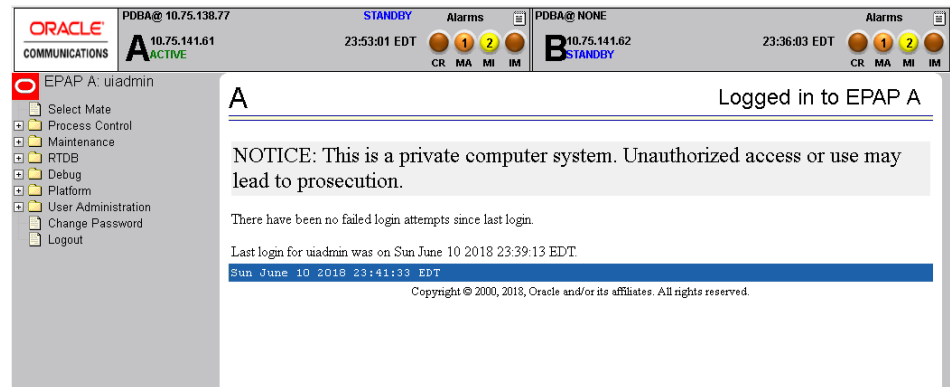 ORACLE
COMMUNICATIONS
PDBA@ 10.75.138.77
STANDBY
Alarms
A
10.75.141.61
ACTIVE
23:53:01 EDT
1
2
CR MA MI IM
PDBA@ NONE
Alarms
B
10.75.141.62
STANDBY
23:36:03 EDT
1
2
CR MA MI IM
EPAP A: uiadmin
Select Mate
Process Control
Maintenance
RTDB
Debug
Platform
User Administration
Change Password
Logout
A
Logged in to EPAP A
NOTICE: This is a private computer system. Unauthorized access or use may
lead to prosecution.
There have been no failed login attempts since last login.
Last login for uiadmin was on Sun June 10 2018 23:39:13 EDT.
Sun June 10 2018 23:41:33 EDT
Copyright © 2000, 2018, Oracle and/or its affiliates. All rights reserved.